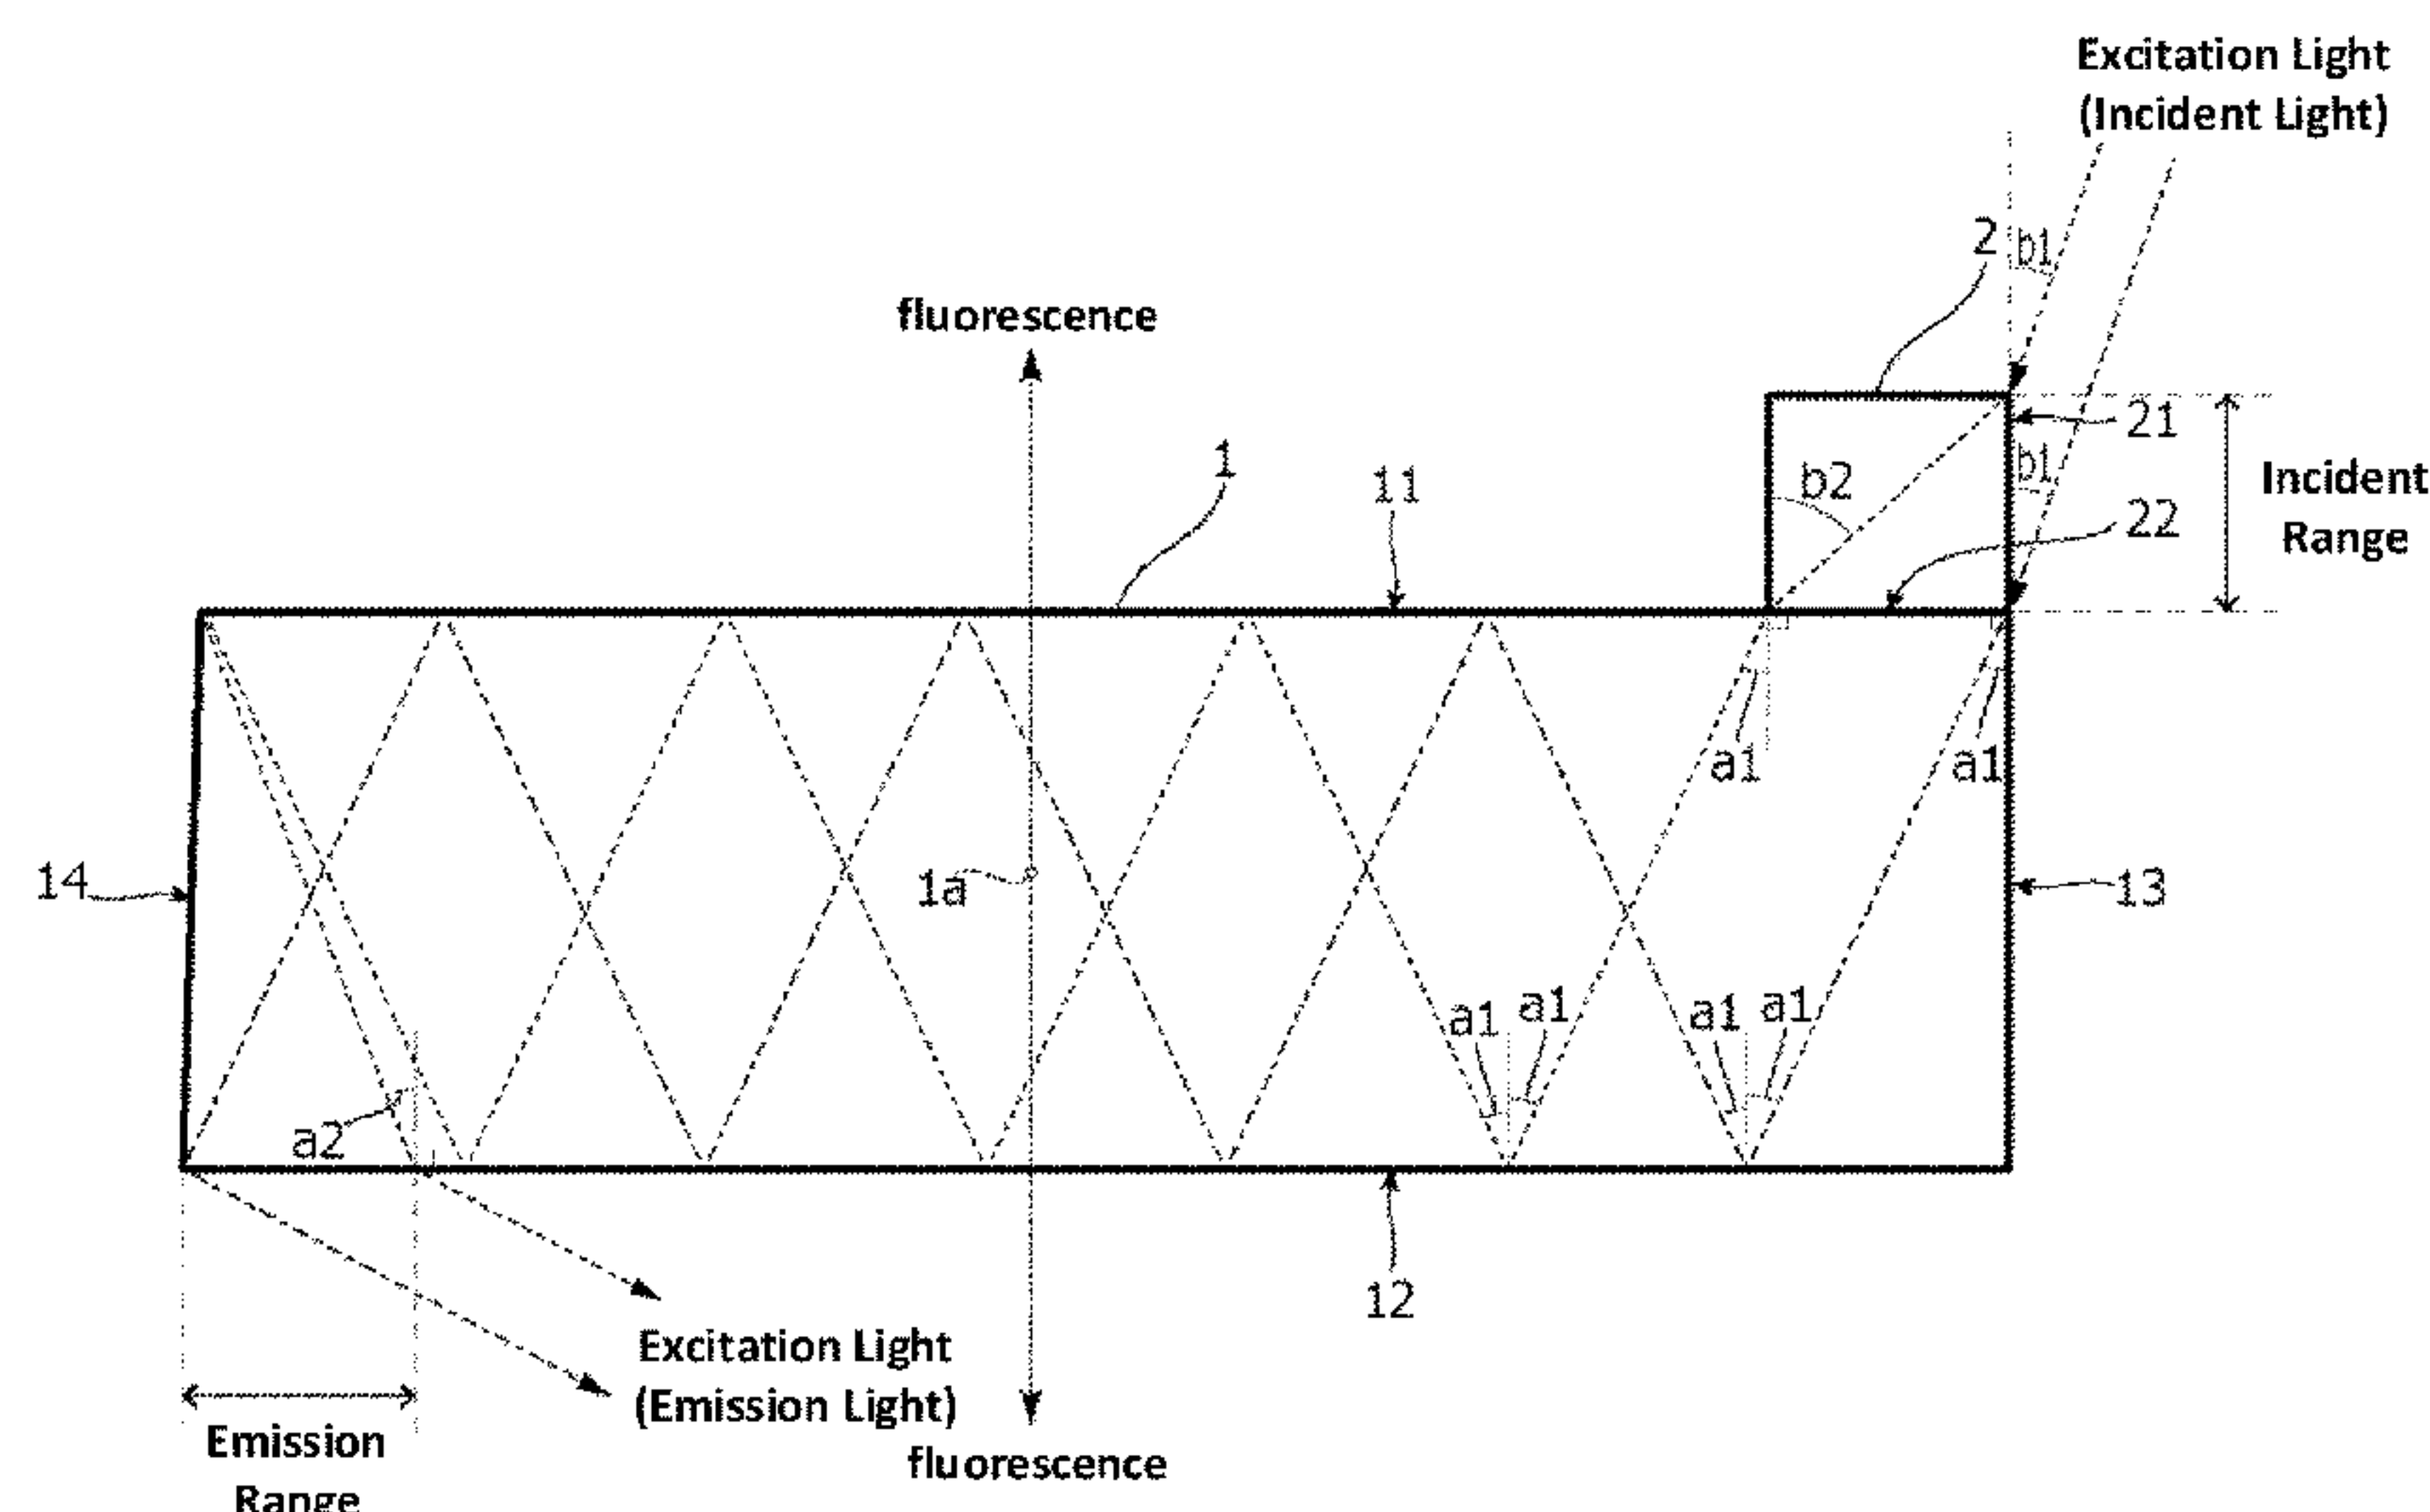 Excitation Light
(Incident Light)
2
b1
fluorescence
21
b1
1
11
b2
Incident
Range
22
a1
a1
14
1a
13
a1
a1
a1
a1
a2
12
Excitation Light
(Emission Light)
Emission
Range
fluorescence